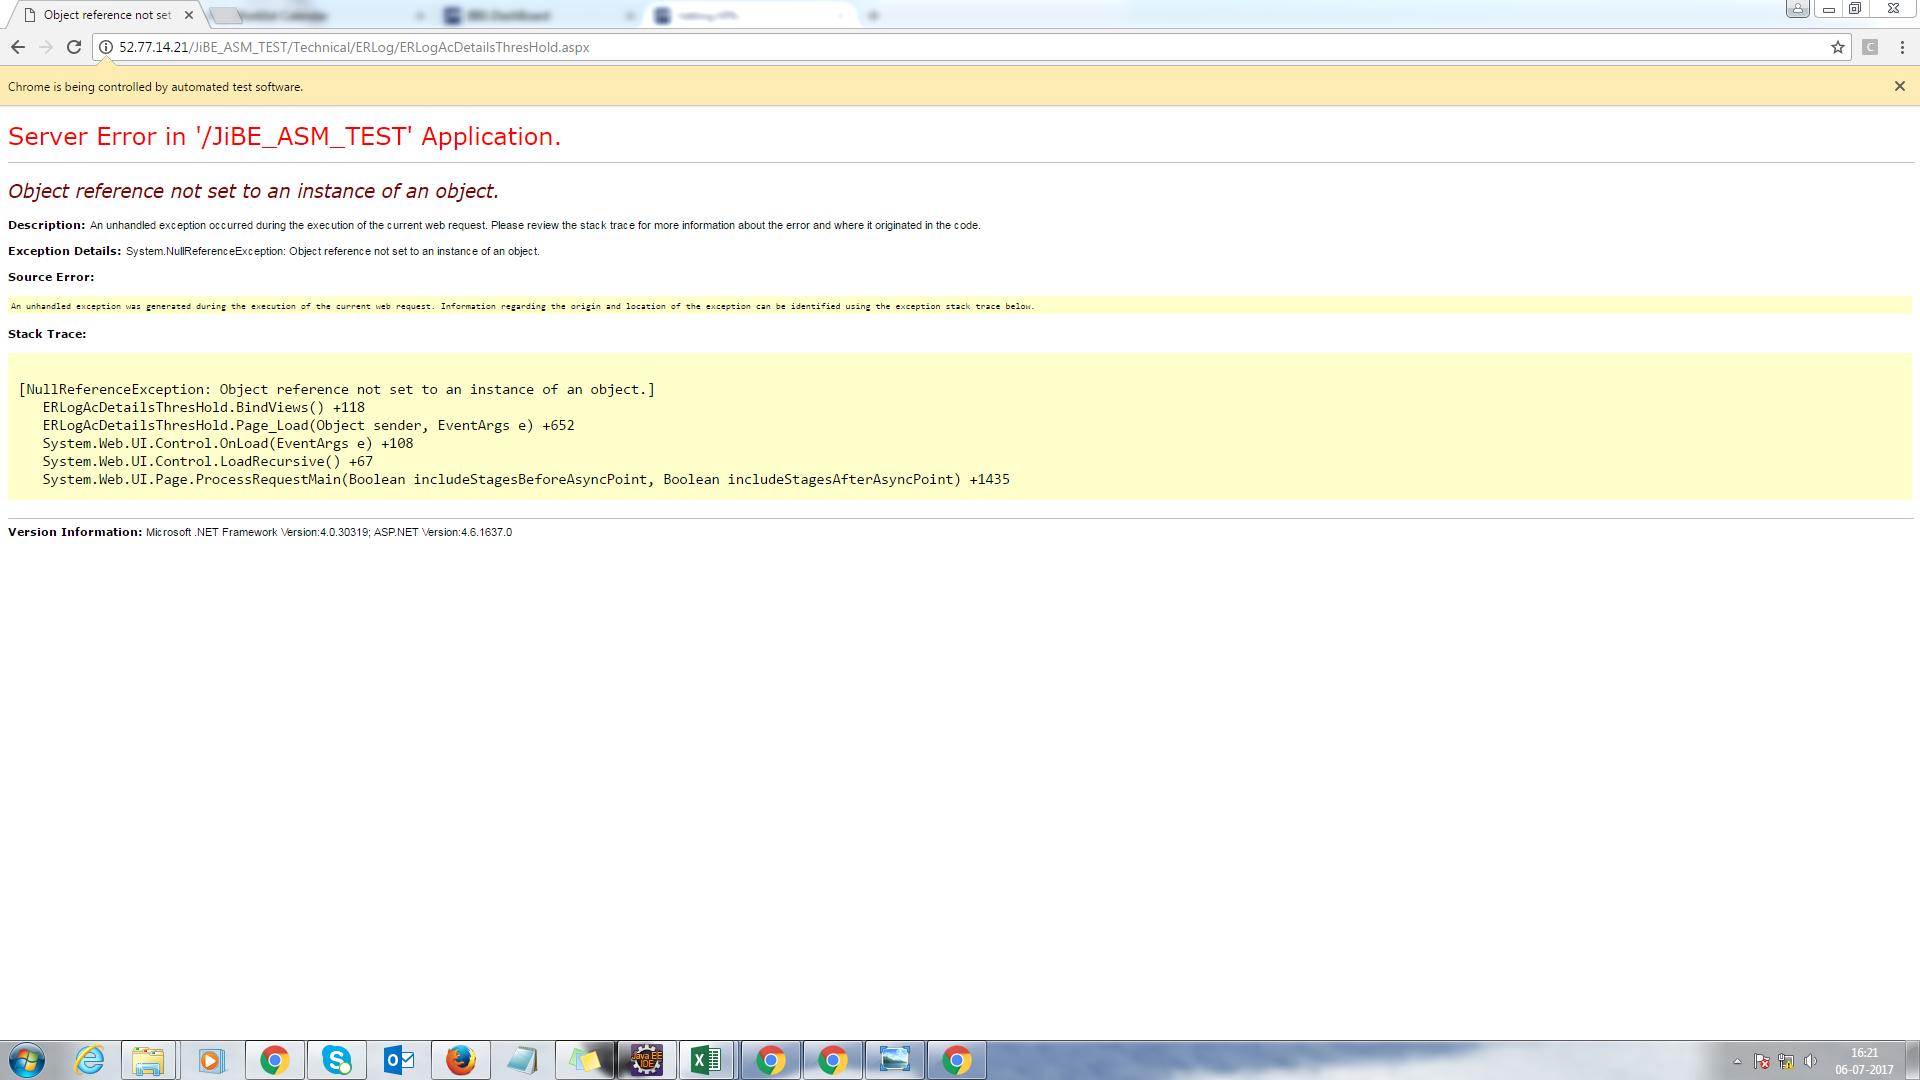 Object reference not set
52.77.14.21/JiBE_ASM_TEST/Technical/ERLog/ERLogAcDetailsThresHold.aspx
C
Chrome is being controlled by automated test software.
Server Error in '/JiBE_ASM_TEST' Application.
Object reference not set to an instance of an object.
Description: An unhandled exception occurred during the execution of the current web request. Please review the stack trace for more information about the error and where it originated in the code.
Exception Details: System.NullReferenceException: Object reference not set to an instance of an object.
Source Error:
An unhandled exception was generated during the execution of the current web request. Information regarding the origin and location of the exception can be identified using the exception stack trace below.
Stack Trace:
[NullReferenceException: Object reference not set to an instance of an object.]
ERLogAcDetailsThresHold.BindViews() +118
ERLogAcDetailsThresHold.Page_Load(Object sender, EventArgs e) +652
System.Web.UI.Control.OnLoad(EventArgs e) +108
System.Web.UI.Control.LoadRecursive() +67
System.Web.UI.Page.ProcessRequestMain(Boolean includeStagesBeforeAsyncPoint, Boolean includeStagesAfterAsyncPoint) +1435
Version Information: Microsoft .NET Framework Version:4.0.30319; ASP.NET Version:4.6.1637.0
Java EE
IDE
16:21
06-07-2017